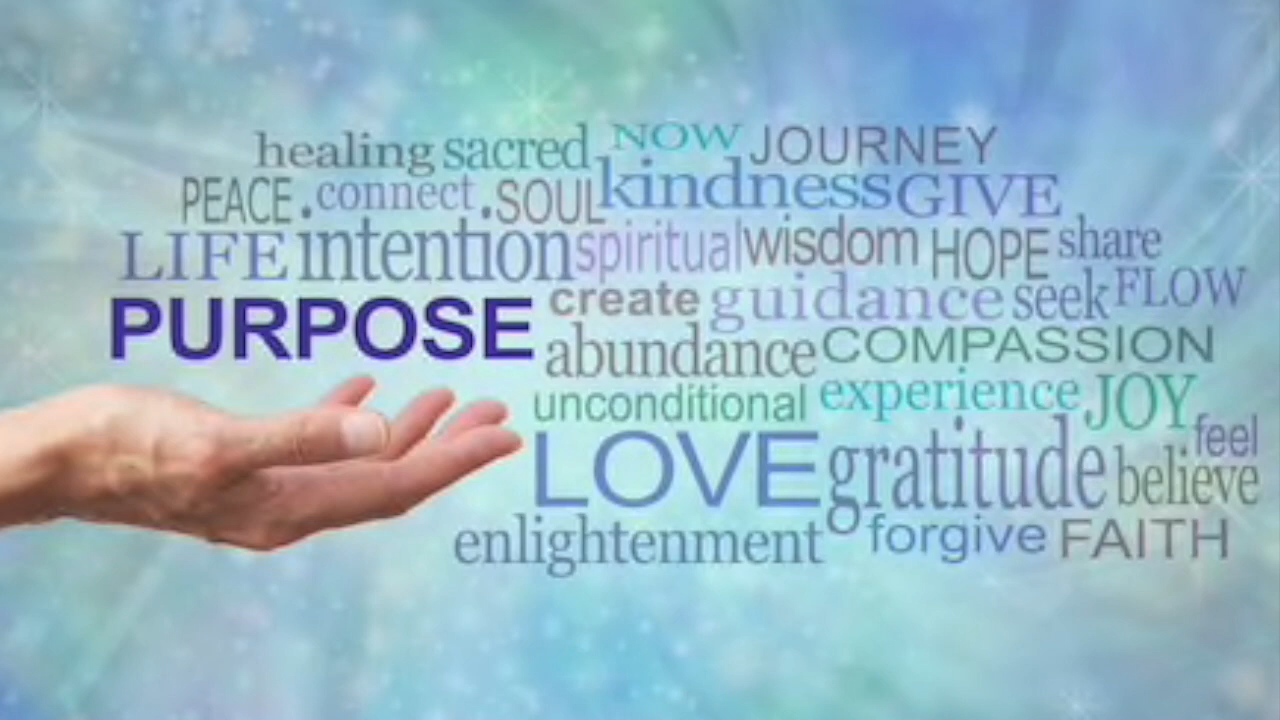 healing sacred NOW JOURNEY
PEACE • connect • SOUL kindness GIVE
LIFE intention spiritual wisdom HOPE share
PURPOSE create guidance seek FLOW
abundance COMPASSION
unconditional experience JOY
LOVE gratitude feel
believe
enlightenment forgive FAITH